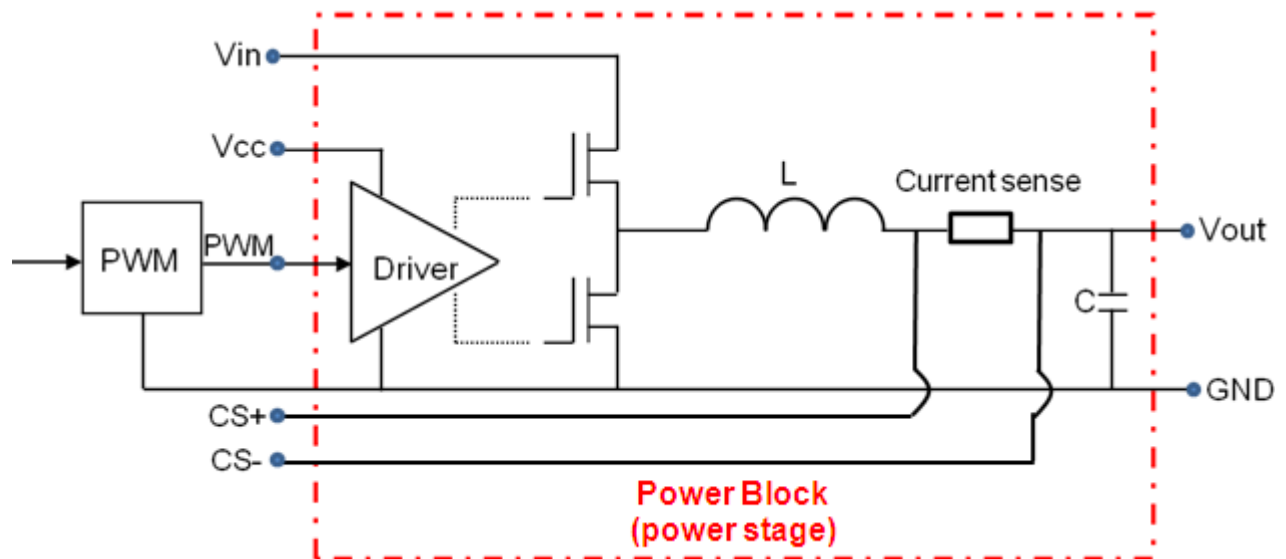 Vin
Vcc
L
Current sense
PWM
PWM
Driver
Vout
C
GND
CS+
CS-
Power Block
(power stage)